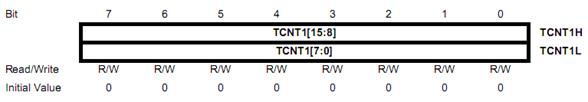 Bit 7 6 5 4 3 2 1 0
TCNT1[15:8] TCNT1H
TCNT1[7:0] TCNT1L
Read/Write R/W R/W R/W R/W R/W R/W R/W R/W
Initial Value 0 0 0 0 0 0 0 0